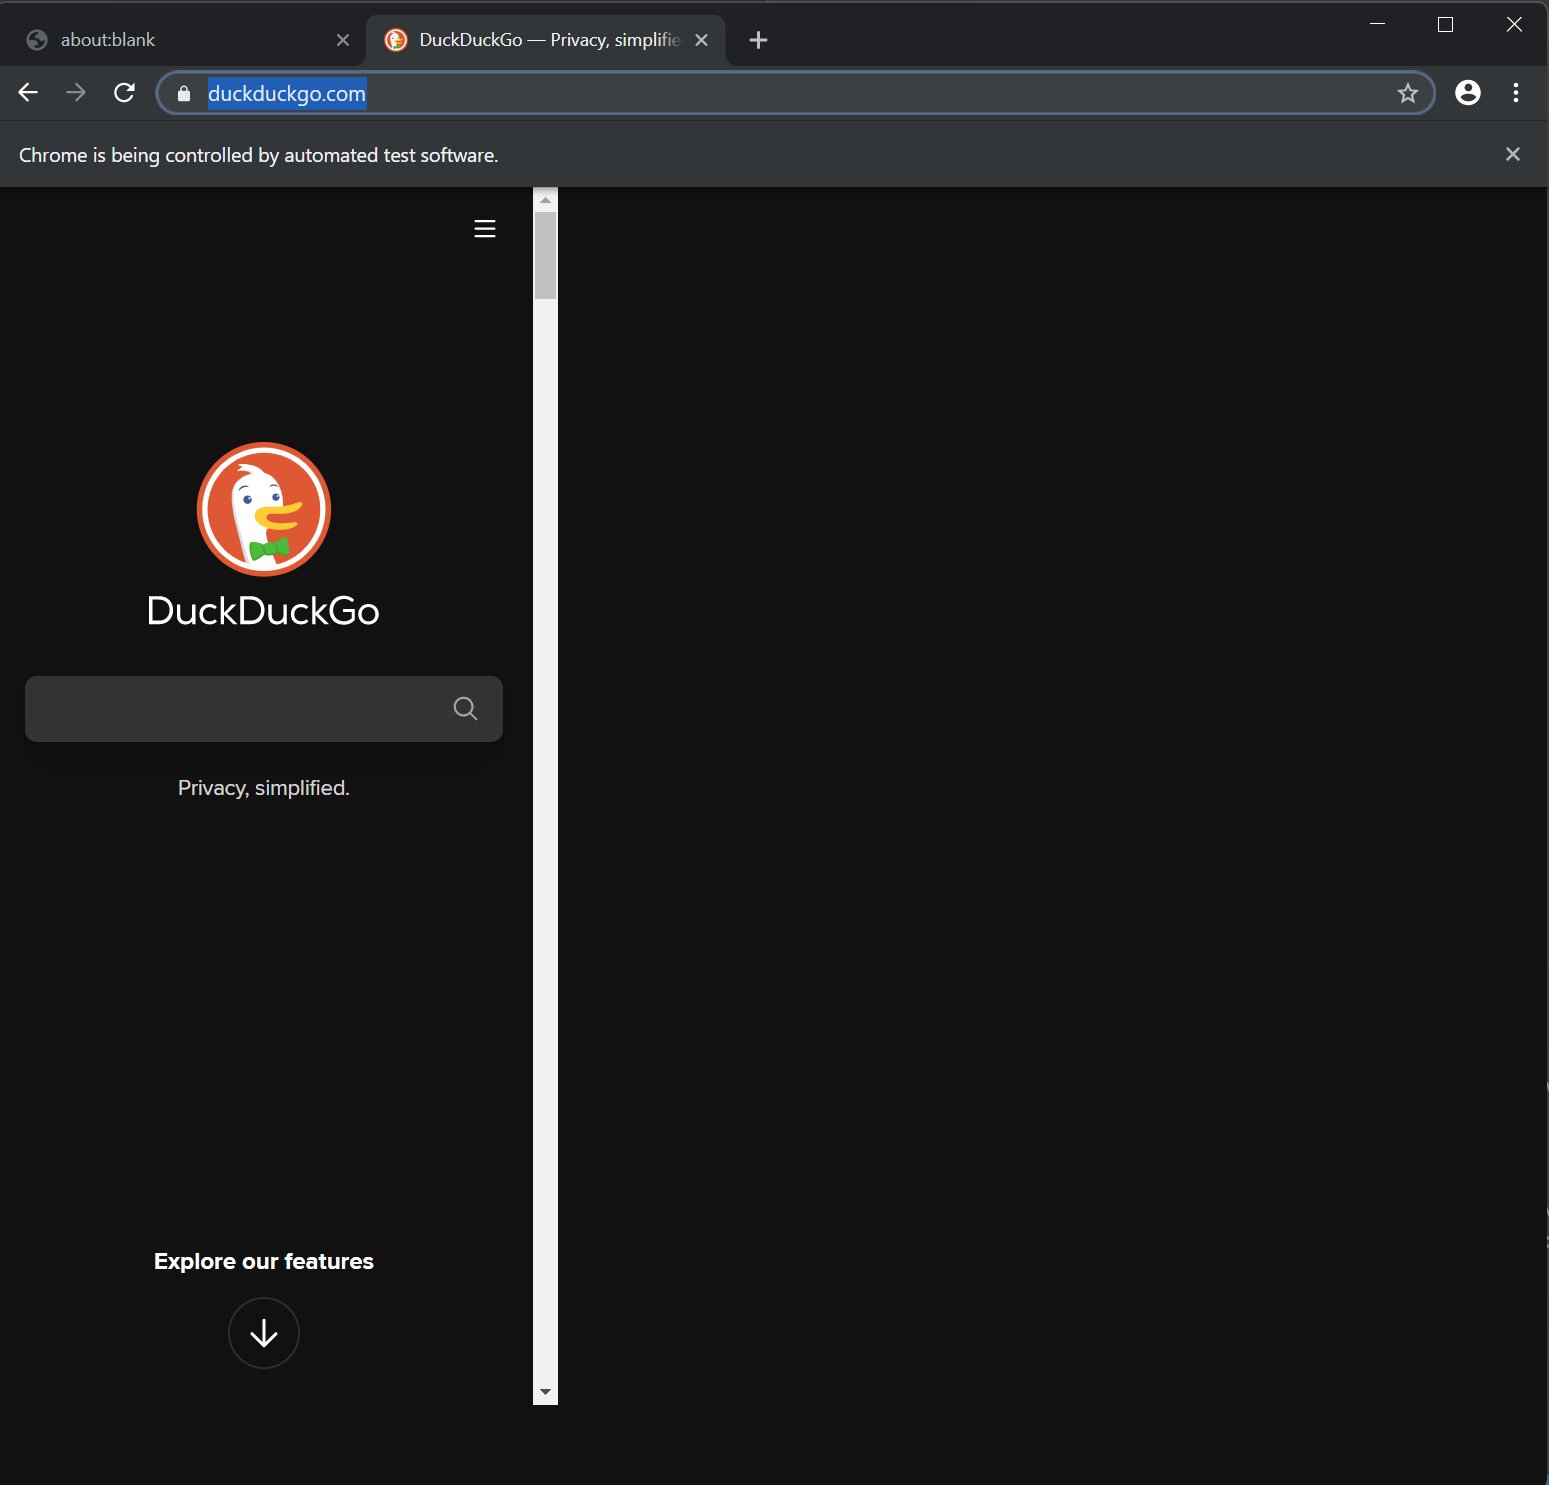 about:blank
DuckDuckGo — Privacy, simplifie
duckduckgo.com
Chrome is being controlled by automated test software.
DuckDuckGo
Privacy, simplified.
Explore our features